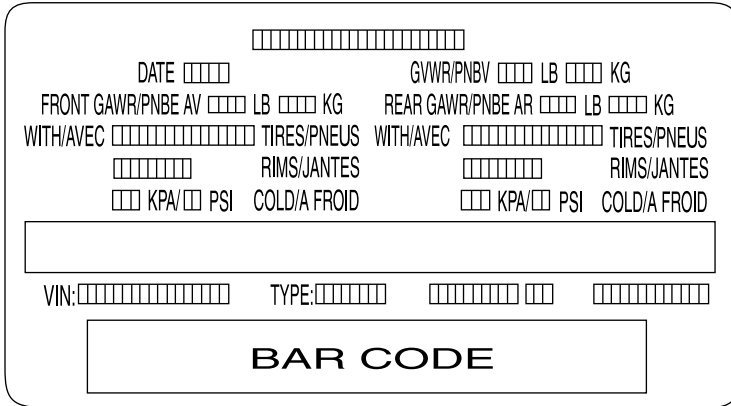 DATE GVWR/PNBV LB KG
FRONT GAWR/PNBE AV LB KG REAR GAWR/PNBE AR LB KG
WITH/AVEC TIRES/PNEUS WITH/AVEC TIRES/PNEUS
RIMS/JANTES RIMS/JANTES
KPA/ PSI COLD/A FROID KPA/ PSI COLD/A FROID
VIN: TYPE:
BAR CODE